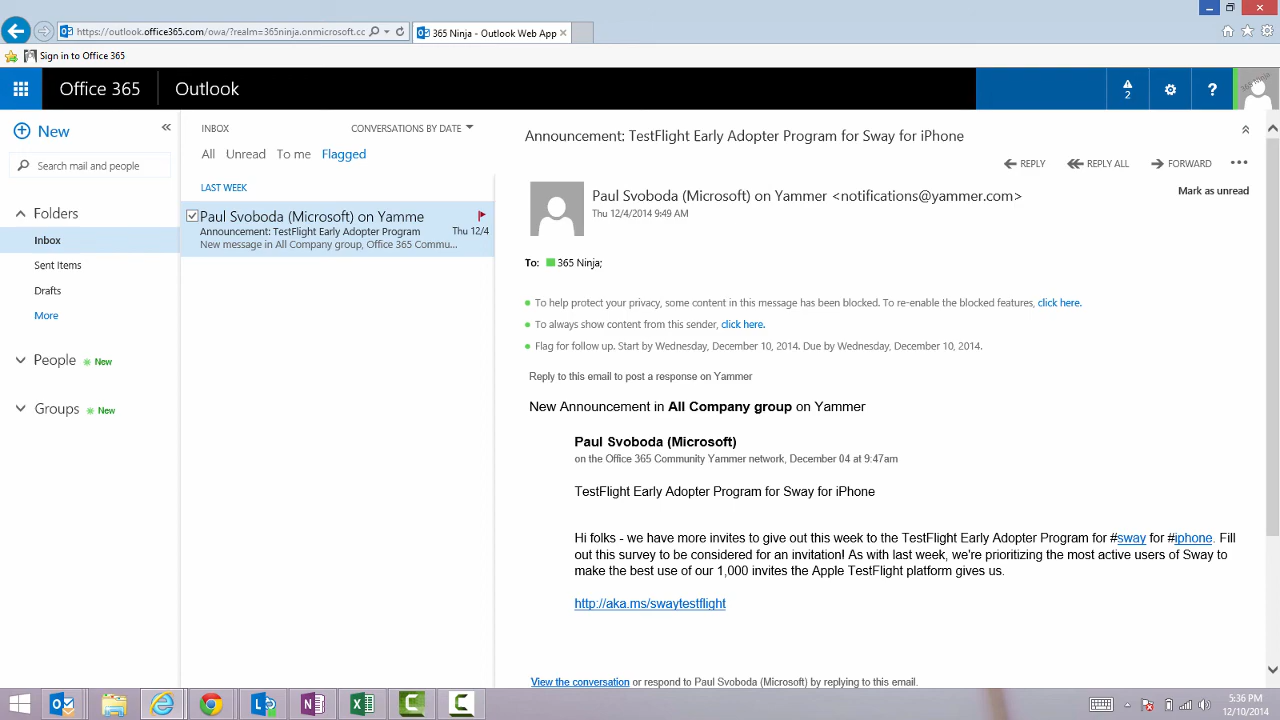 https://outlook.office365.com/owa/?realm=365ninja.onmicrosoft.cc
365 Ninja - Outlook Web App
Sign in to Office 365
Office 365
Outlook
2
?
New
Search mail and people
Folders
Inbox
Sent Items
Drafts
More
People New
Groups New
INBOX
CONVERSATIONS BY DATE
All Unread To me Flagged
LAST WEEK
Paul Svoboda (Microsoft) on Yamme
Announcement: TestFlight Early Adopter Program Thu 12/4
New message in All Company group, Office 365 Commu...
Announcement: TestFlight Early Adopter Program for Sway for iPhone
REPLY REPLY ALL FORWARD •••
Mark as unread
Paul Svoboda (Microsoft) on Yammer <notifications@yammer.com>
Thu 12/4/2014 9:49 AM
To: 365 Ninja;
To help protect your privacy, some content in this message has been blocked. To re-enable the blocked features, click here.
To always show content from this sender, click here.
Flag for follow up. Start by Wednesday, December 10, 2014. Due by Wednesday, December 10, 2014.
Reply to this email to post a response on Yammer
New Announcement in All Company group on Yammer
Paul Svoboda (Microsoft)
on the Office 365 Community Yammer network, December 04 at 9:47am
TestFlight Early Adopter Program for Sway for iPhone
Hi folks - we have more invites to give out this week to the TestFlight Early Adopter Program for #sway for #iphone. Fill
out this survey to be considered for an invitation! As with last week, we're prioritizing the most active users of Sway to
make the best use of our 1,000 invites the Apple TestFlight platform gives us.
http://aka.ms/swaytestflight
View the conversation or respond to Paul Svoboda (Microsoft) by replying to this email.
5:36 PM
12/10/2014